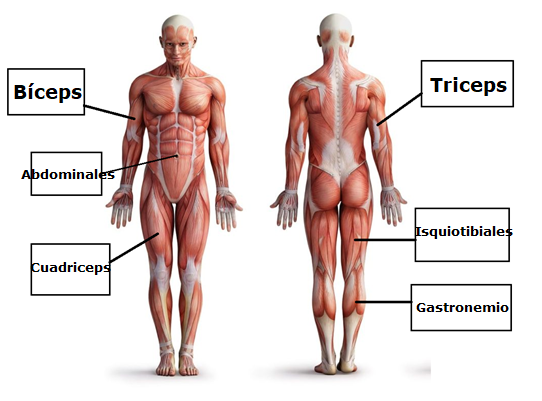 Bíceps
Triceps
Abdominales
Isquiotibiales
Cuadriceps
Gastronemio